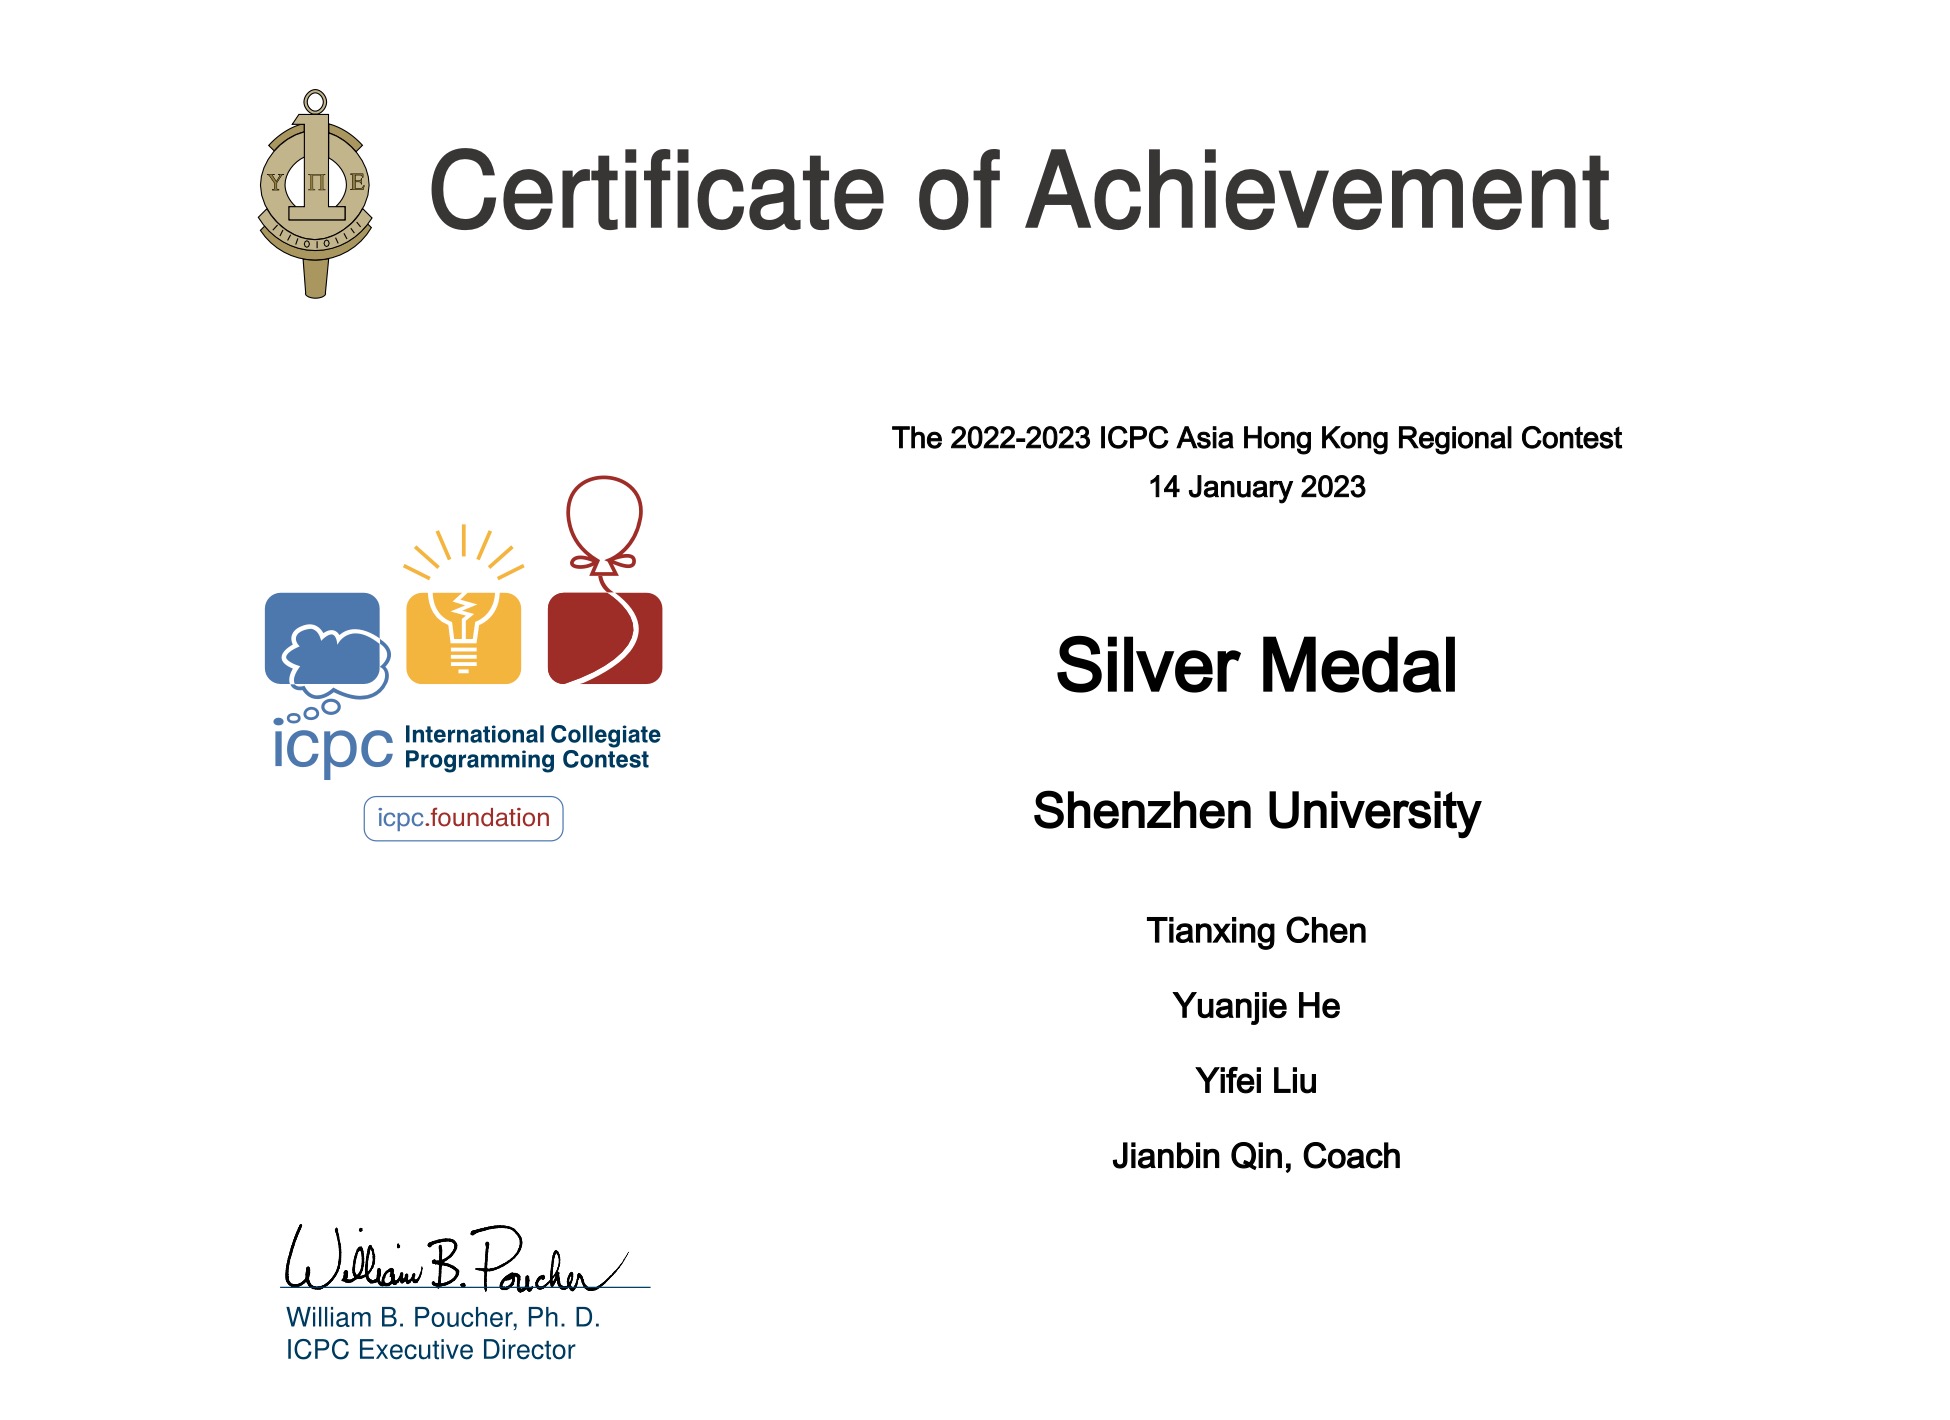 Υ Π Ε
Certificate of Achievement
The 2022-2023 ICPC Asia Hong Kong Regional Contest
14 January 2023
icpc International Collegiate
Programming Contest
icpc.foundation
Silver Medal
Shenzhen University
Tianxing Chen
Yuanjie He
Yifei Liu
Jianbin Qin, Coach
William B. Poucher
William B. Poucher, Ph. D.
ICPC Executive Director